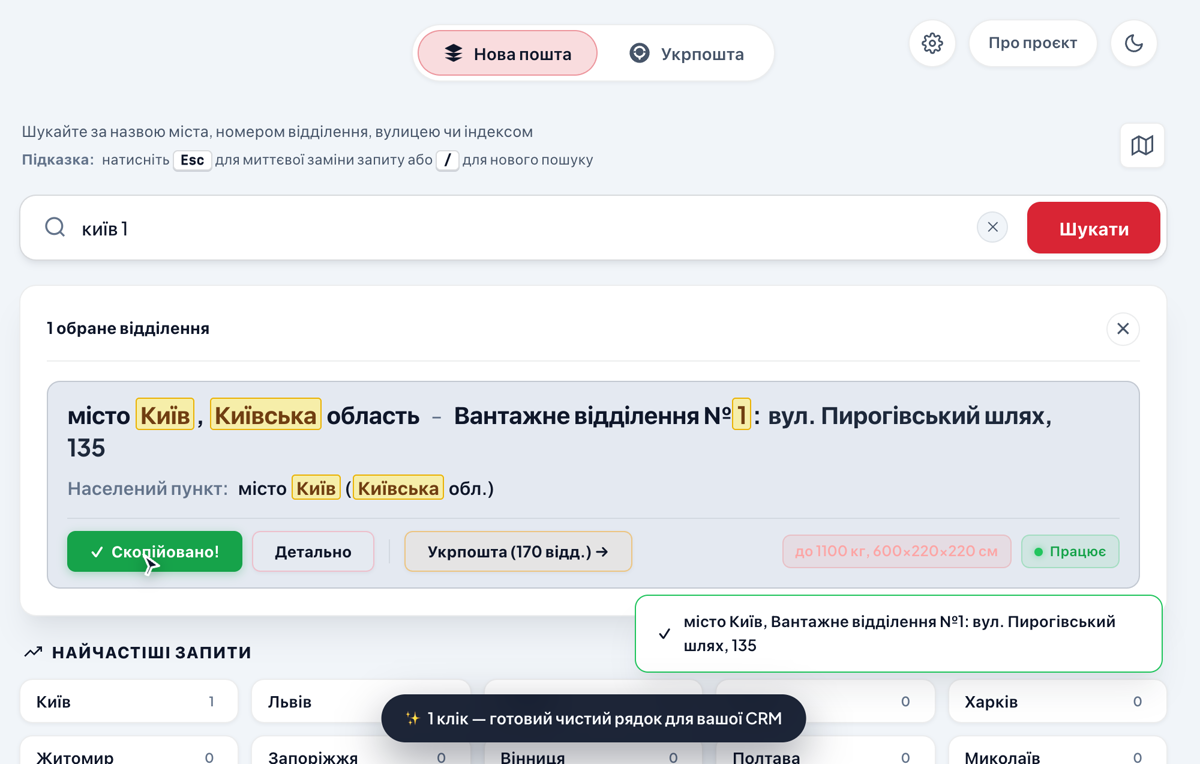 Нова пошта
Укрпошта
Про проєкт
Шукайте за назвою міста, номером відділення, вулицею чи індексом
Підказка: натисніть Esc для миттєвої заміни запиту або / для нового пошуку
київ 1
Шукати
1 обране відділення
місто Київ, Київська область – Вантажне відділення №1: вул. Пирогівський шлях,
135
Населений пункт: місто Київ (Київська обл.)
✓ Скопійовано!
Детально
Укрпошта (170 відд.) →
до 1100 кг, 600×220×220 см
Працює
місто Київ, Вантажне відділення №1: вул. Пирогівський
шлях, 135
НАЙЧАСТІШІ ЗАПИТИ
Київ 1
Львів
0
Харків 0
✨ 1 клік — готовий чистий рядок для вашої CRM
Житомир 0
Запоріжжя 0
Вінниця 0
Полтава 0
Миколаїв 0